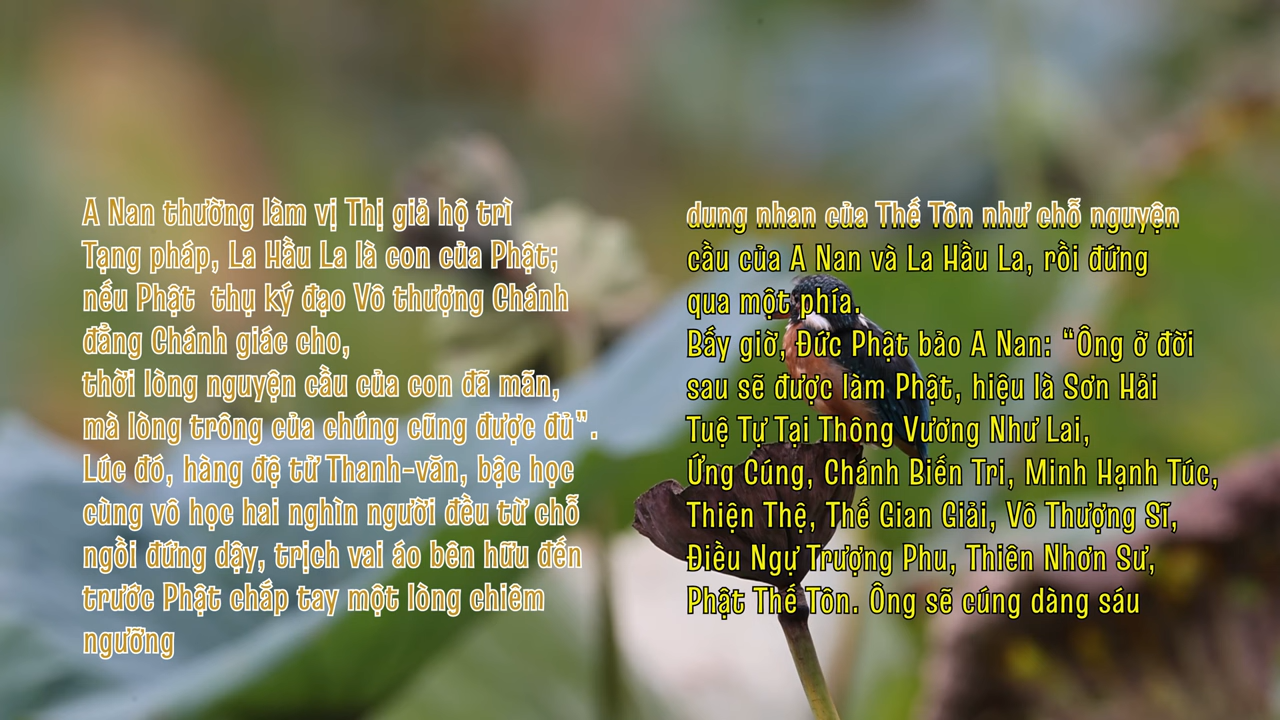 A Nan thường làm vị Thị giả hộ trì
Tạng pháp, La Hầu La là con của Phật;
nếu Phật thụ ký đạo Vô thượng Chánh
đẳng Chánh giác cho,
thời lòng nguyện cầu của con đã mãn,
mà lòng trông của chúng cũng được đủ”.
Lúc đó, hàng đệ tử Thanh-văn, bậc học
cùng vô học hai nghìn người đều từ chỗ
ngồi đứng dậy, trịch vai áo bên hữu đến
trước Phật chắp tay một lòng chiêm
ngưỡng
dung nhan của Thế Tôn như chỗ nguyện
cầu của A Nan và La Hầu La, rồi đứng
qua một phía.
Bấy giờ, Đức Phật bảo A Nan: “Ông ở đời
sau sẽ được làm Phật, hiệu là Sơn Hải
Tuệ Tự Tại Thông Vương Như Lai,
Ứng Cúng, Chánh Biến Tri, Minh Hạnh Túc,
Thiện Thệ, Thế Gian Giải, Vô Thượng Sĩ,
Điều Ngự Trượng Phu, Thiên Nhơn Sư,
Phật Thế Tôn. Ông sẽ cúng dàng sáu